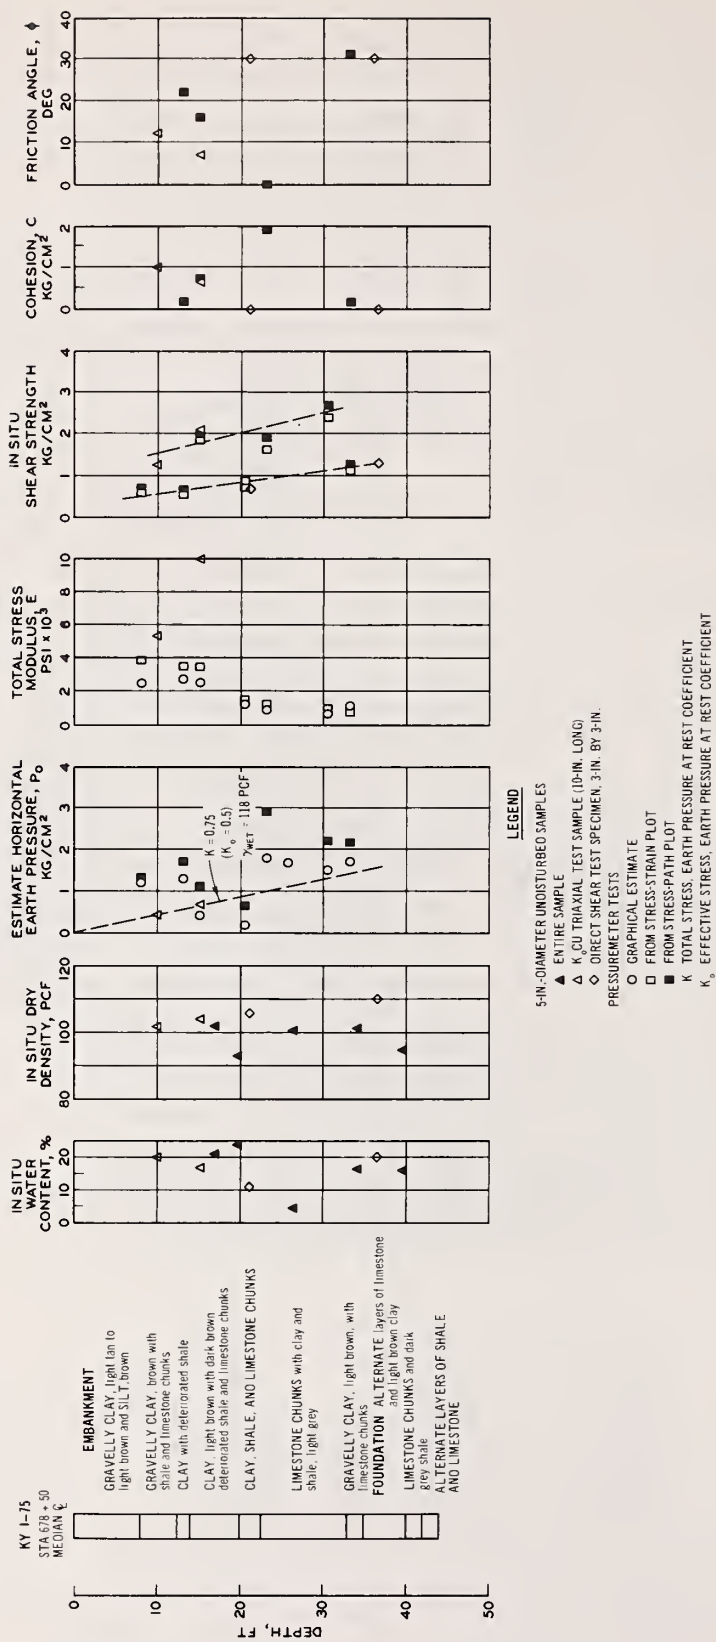 KY I-75
STA 678 + 50
MEDIAN ℄
DEPTH, FT
0
10
20
30
40
50
EMBANKMENT
GRAVELLY CLAY, light tan to
light brown and SILT, brown
GRAVELLY CLAY, brown with
shale and limestone chunks
CLAY with deteriorated shale
CLAY, light brown with dark brown
deteriorated shale and limestone chunks
CLAY, SHALE, AND LIMESTONE CHUNKS
LIMESTONE CHUNKS with clay and
shale, light grey
GRAVELLY CLAY, light brown, with
limestone chunks
FOUNDATION ALTERNATE layers of limestone
and light brown clay
LIMESTONE CHUNKS and dark
grey shale
ALTERNATE LAYERS OF SHALE
AND LIMESTONE
IN SITU
WATER
CONTENT, %
0 10 20
IN SITU DRY
DENSITY, PCF
80 100 120
ESTIMATE HORIZONTAL
EARTH PRESSURE, Po
KG/CM²
0 1 2 3 4
K = 0.75
(Ko = 0.5)
γWET = 118 PCF
TOTAL STRESS
MODULUS, E
PSI x 10³
0 2 4 6 8 10
IN SITU
SHEAR STRENGTH
KG/CM²
0 1 2 3 4
COHESION, C
KG/CM²
0 1 2
FRICTION ANGLE, ϕ
DEG
0 10 20 30 40
0
10
20
30
40
50
LEGEND
5-IN.-DIAMETER UNDISTURBED SAMPLES
▲ ENTIRE SAMPLE
△ KoCU TRIAXIAL TEST SAMPLE (10-IN. LONG)
◇ DIRECT SHEAR TEST SPECIMEN, 3-IN. BY 3-IN.
PRESSUREMETER TESTS
○ GRAPHICAL ESTIMATE
□ FROM STRESS-STRAIN PLOT
■ FROM STRESS-PATH PLOT
K TOTAL STRESS, EARTH PRESSURE AT REST COEFFICIENT
Ko EFFECTIVE STRESS, EARTH PRESSURE AT REST COEFFICIENT